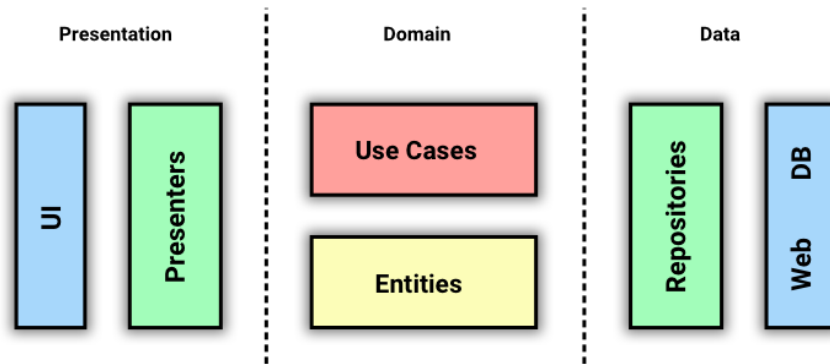 Presentation
Domain
Data
UI
Presenters
Use Cases
Entities
Repositories
Web DB